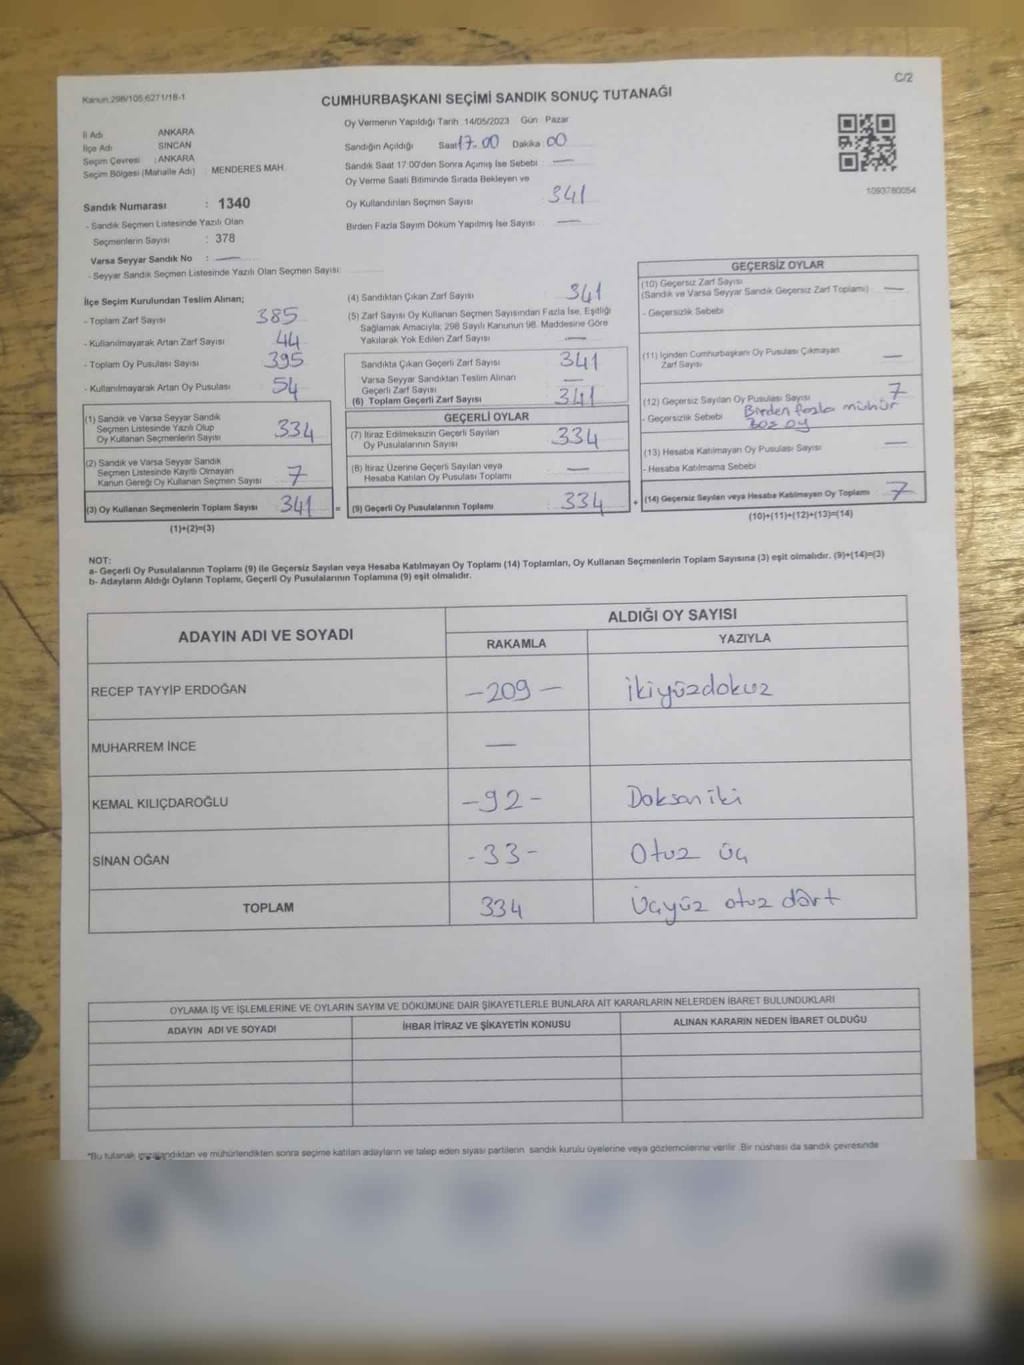 C/2
Kanun 298/105,6271/18-1
CUMHURBAŞKANI SEÇİMİ SANDIK SONUÇ TUTANAĞI
İl Adı ANKARA
İlçe Adı SİNCAN
Seçim Çevresi : ANKARA
Seçim Bölgesi (Mahalle Adı) : MENDERES MAH.
Sandık Numarası : 1340
- Sandık Seçmen Listesinde Yazılı Olan
Seçmenlerin Sayısı : 378
Varsa Seyyar Sandık No : —
- Seyyar Sandık Seçmen Listesinde Yazılı Olan Seçmen Sayısı:
Oy Vermenin Yapıldığı Tarih : 14/05/2023 Gün : Pazar
Sandığın Açıldığı Saat 17.00 Dakika 00
Sandık Saat 17:00'den Sonra Açımış İse Sebebi —
Oy Verme Saati Bitiminde Sırada Bekleyen ve
Oy Kullandırılan Seçmen Sayısı 341
Birden Fazla Sayım Döküm Yapılmış İse Sayısı —
1093780054
İlçe Seçim Kurulundan Teslim Alınan;
- Toplam Zarf Sayısı 385
- Kullanılmayarak Artan Zarf Sayısı 44
- Toplam Oy Pusulası Sayısı 395
- Kullanılmayarak Artan Oy Pusulası 54
(1) Sandık ve Varsa Seyyar Sandık
Seçmen Listesinde Yazılı Olup
Oy Kullanan Seçmenlerin Sayısı 334
(2) Sandık ve Varsa Seyyar Sandık
Seçmen Listesinde Kayıtlı Olmayan
Kanun Gereği Oy Kullanan Seçmen Sayısı 7
(3) Oy Kullanan Seçmenlerin Toplam Sayısı 341 =
(1)+(2)=(3)
(4) Sandıktan Çıkan Zarf Sayısı 341
(5) Zarf Sayısı Oy Kullanan Seçmen Sayısından Fazla İse, Eşitliği
Sağlamak Amacıyla, 298 Sayılı Kanunun 98. Maddesine Göre
Yakılarak Yok Edilen Zarf Sayısı —
Sandıkta Çıkan Geçerli Zarf Sayısı 341
Varsa Seyyar Sandıktan Teslim Alınan
Geçerli Zarf Sayısı —
(6) Toplam Geçerli Zarf Sayısı 341
GEÇERLİ OYLAR
(7) İtiraz Edilmeksizin Geçerli Sayılan
Oy Pusulalarının Sayısı 334
(8) İtiraz Üzerine Geçerli Sayılan veya
Hesaba Katılan Oy Pusulası Toplamı —
(9) Geçerli Oy Pusulalarının Toplamı 334 +
GEÇERSİZ OYLAR
(10) Geçersiz Zarf Sayısı
(Sandık ve Varsa Seyyar Sandık Geçersiz Zarf Toplamı) —
- Geçersizlik Sebebi
(11) İçinden Cumhurbaşkanı Oy Pusulası Çıkmayan
Zarf Sayısı —
(12) Geçersiz Sayılan Oy Pusulası Sayısı 7
- Geçersizlik Sebebi Birden fazla mühür
Boş oy
(13) Hesaba Katılmayan Oy Pusulası Sayısı —
- Hesaba Katılmama Sebebi
(14) Geçersiz Sayılan veya Hesaba Katılmayan Oy Toplamı 7
(10)+(11)+(12)+(13)=(14)
NOT:
a- Geçerli Oy Pusulalarının Toplamı (9) ile Geçersiz Sayılan veya Hesaba Katılmayan Oy Toplamı (14) Toplamları, Oy Kullanan Seçmenlerin Toplam Sayısına (3) eşit olmalıdır. (9)+(14)=(3)
b- Adayların Aldığı Oyların Toplamı, Geçerli Oy Pusulalarının Toplamına (9) eşit olmalıdır.
ADAYIN ADI VE SOYADI ALDIĞI OY SAYISI
RAKAMLA YAZIYLA
RECEP TAYYİP ERDOĞAN -209- ikiyüzdokuz
MUHARREM İNCE —
KEMAL KILIÇDAROĞLU -92- Doksan iki
SİNAN OĞAN -33- Otuz üç
TOPLAM 334 Üçyüz otuz dört
OYLAMA İŞ VE İŞLEMLERİNE VE OYLARIN SAYIM VE DÖKÜMÜNE DAİR ŞİKAYETLERLE BUNLARA AİT KARARLARIN NELERDEN İBARET BULUNDUKLARI
ADAYIN ADI VE SOYADI İHBAR İTİRAZ VE ŞİKAYETİN KONUSU ALINAN KARARIN NEDEN İBARET OLDUĞU
*Bu tutanak imzalandıktan ve mühürlendikten sonra seçime katılan adayların ve talep eden siyasi partilerin sandık kurulu üyelerine veya gözlemcilerine verilir. Bir nüshası da sandık çevresinde